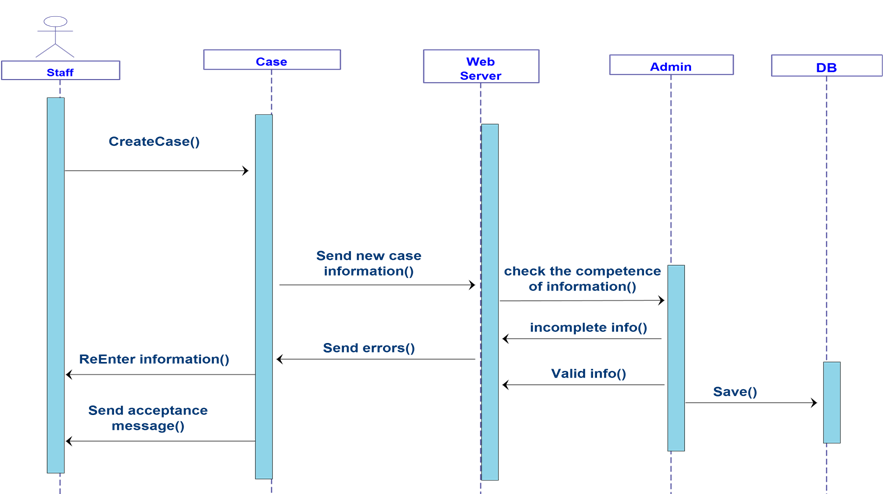 Staff
Case
Web
Server
Admin
DB
CreateCase()
Send new case
information()
check the competence
of information()
incomplete info()
Send errors()
ReEnter information()
Valid info()
Save()
Send acceptance
message()